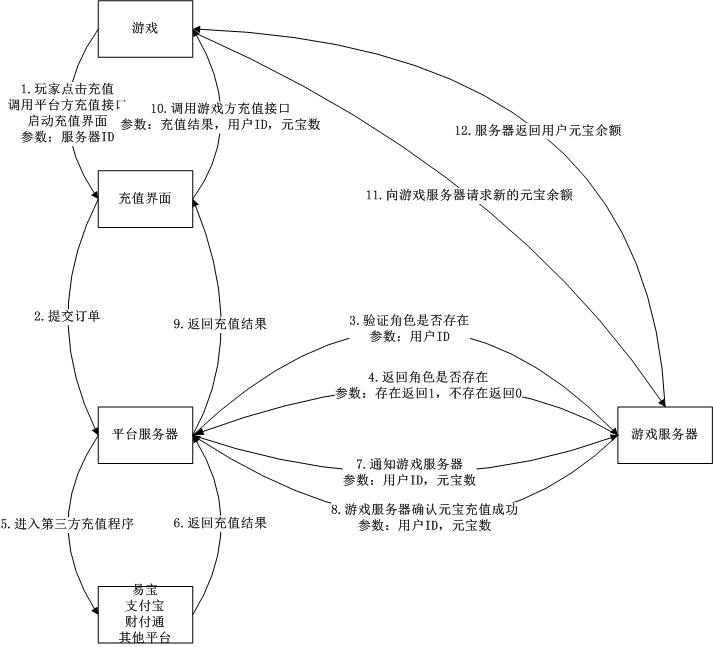 游戏
1.玩家点击充值
调用平台方充值接口
启动充值界面
参数：服务器ID
10.调用游戏方充值接口
参数：充值结果，用户ID，元宝数
12.服务器返回用户元宝余额
11.向游戏服务器请求新的元宝余额
充值界面
2.提交订单
9.返回充值结果
3.验证角色是否存在
参数：用户ID
4.返回角色是否存在
参数：存在返回1，不存在返回0
平台服务器
游戏服务器
7.通知游戏服务器
参数：用户ID，元宝数
8.游戏服务器确认元宝充值成功
参数：用户ID，元宝数
5.进入第三方充值程序
6.返回充值结果
易宝
支付宝
财付通
其他平台